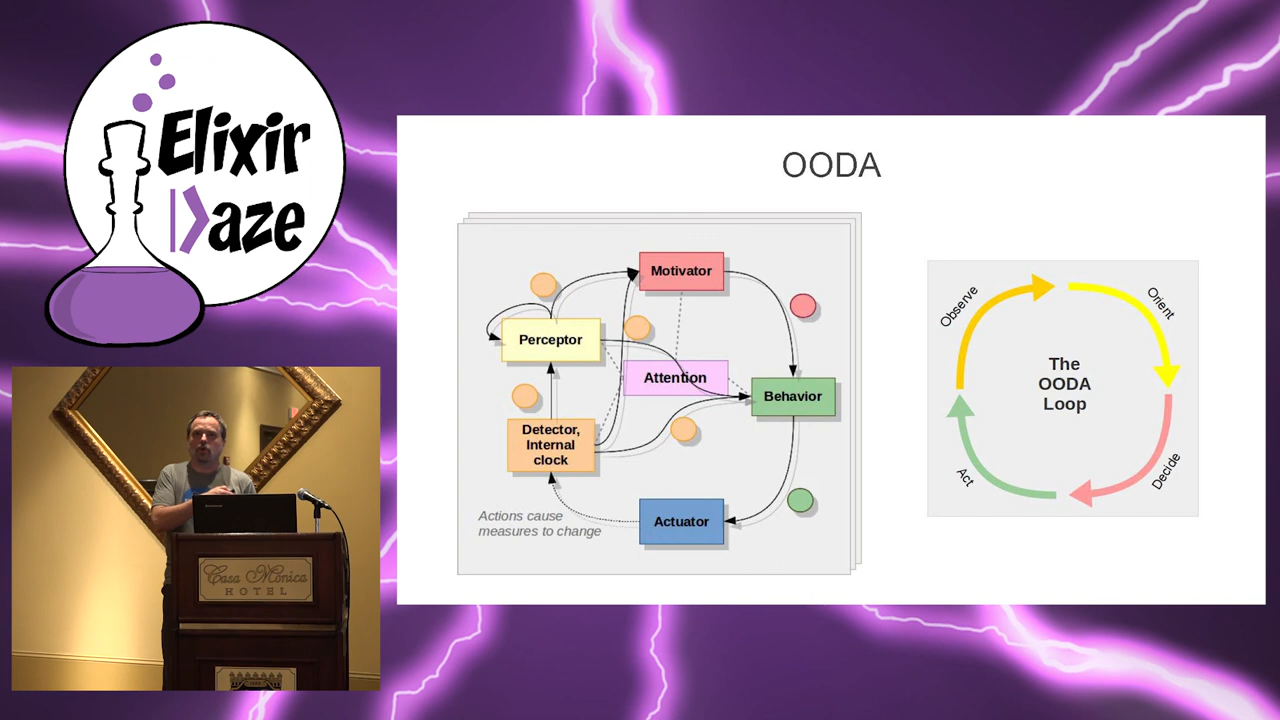 Elixir
Daze
OODA
Motivator
Perceptor
Attention
Behavior
Detector,
Internal
clock
Actuator
Actions cause
measures to change
Observe
Orient
The
OODA
Loop
Act
Decide
Casa Monica
HOTEL